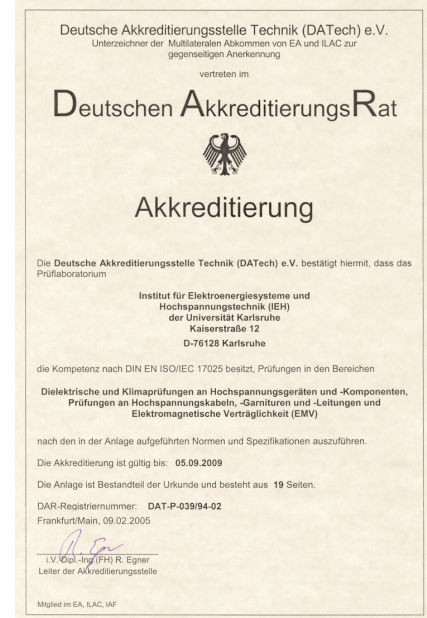 Deutsche Akkreditierungsstelle Technik (DATech) e.V.
Unterzeichner der Multilateralen Abkommen von EA und ILAC zur
gegenseitigen Anerkennung
vertreten im
Deutschen AkkreditierungsRat
Akkreditierung
Die Deutsche Akkreditierungsstelle Technik (DATech) e.V. bestätigt hiermit, dass das
Prüflaboratorium
Institut für Elektroenergiesysteme und
Hochspannungstechnik (IEH)
der Universität Karlsruhe
Kaiserstraße 12
D-76128 Karlsruhe
die Kompetenz nach DIN EN ISO/IEC 17025 besitzt, Prüfungen in den Bereichen
Dielektrische und Klimaprüfungen an Hochspannungsgeräten und -Komponenten,
Prüfungen an Hochspannungskabeln, -Garnituren und -Leitungen und
Elektromagnetische Verträglichkeit (EMV)
nach den in der Anlage aufgeführten Normen und Spezifikationen auszuführen.
Die Akkreditierung ist gültig bis: 05.09.2009
Die Anlage ist Bestandteil der Urkunde und besteht aus 19 Seiten.
DAR-Registriernummer: DAT-P-039/94-02
Frankfurt/Main, 09.02.2005
i.V. Dipl.-Ing.(FH) R. Egner
Leiter der Akkreditierungsstelle
Mitglied im EA, ILAC, IAF